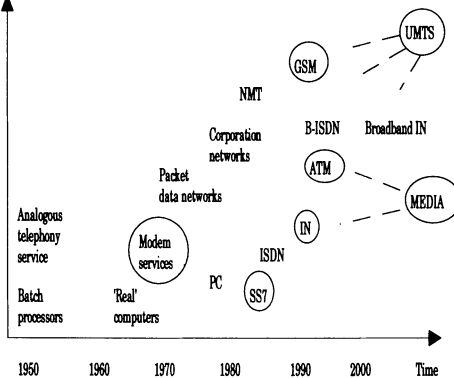 UMTS
GSM
NMT
Corporation
networks
B-ISDN
Broadband IN
Packet
data networks
ATM
MEDIA
Analogous
telephony
service
Modem
services
IN
ISDN
PC
SS7
Batch
processors
'Real'
computers
1950 1960 1970 1980 1990 2000 Time